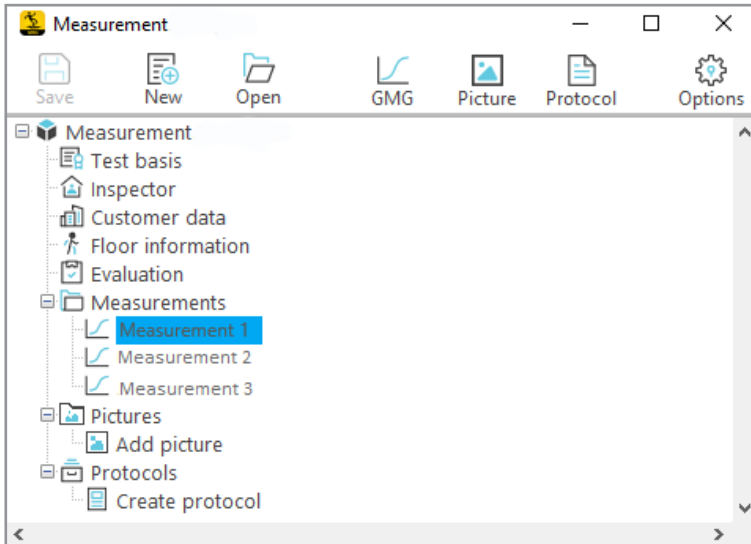 Measurement
Save New Open GMG Picture Protocol Options
Measurement
Test basis
Inspector
Customer data
Floor information
Evaluation
Measurements
Measurement 1
Measurement 2
Measurement 3
Pictures
Add picture
Protocols
Create protocol